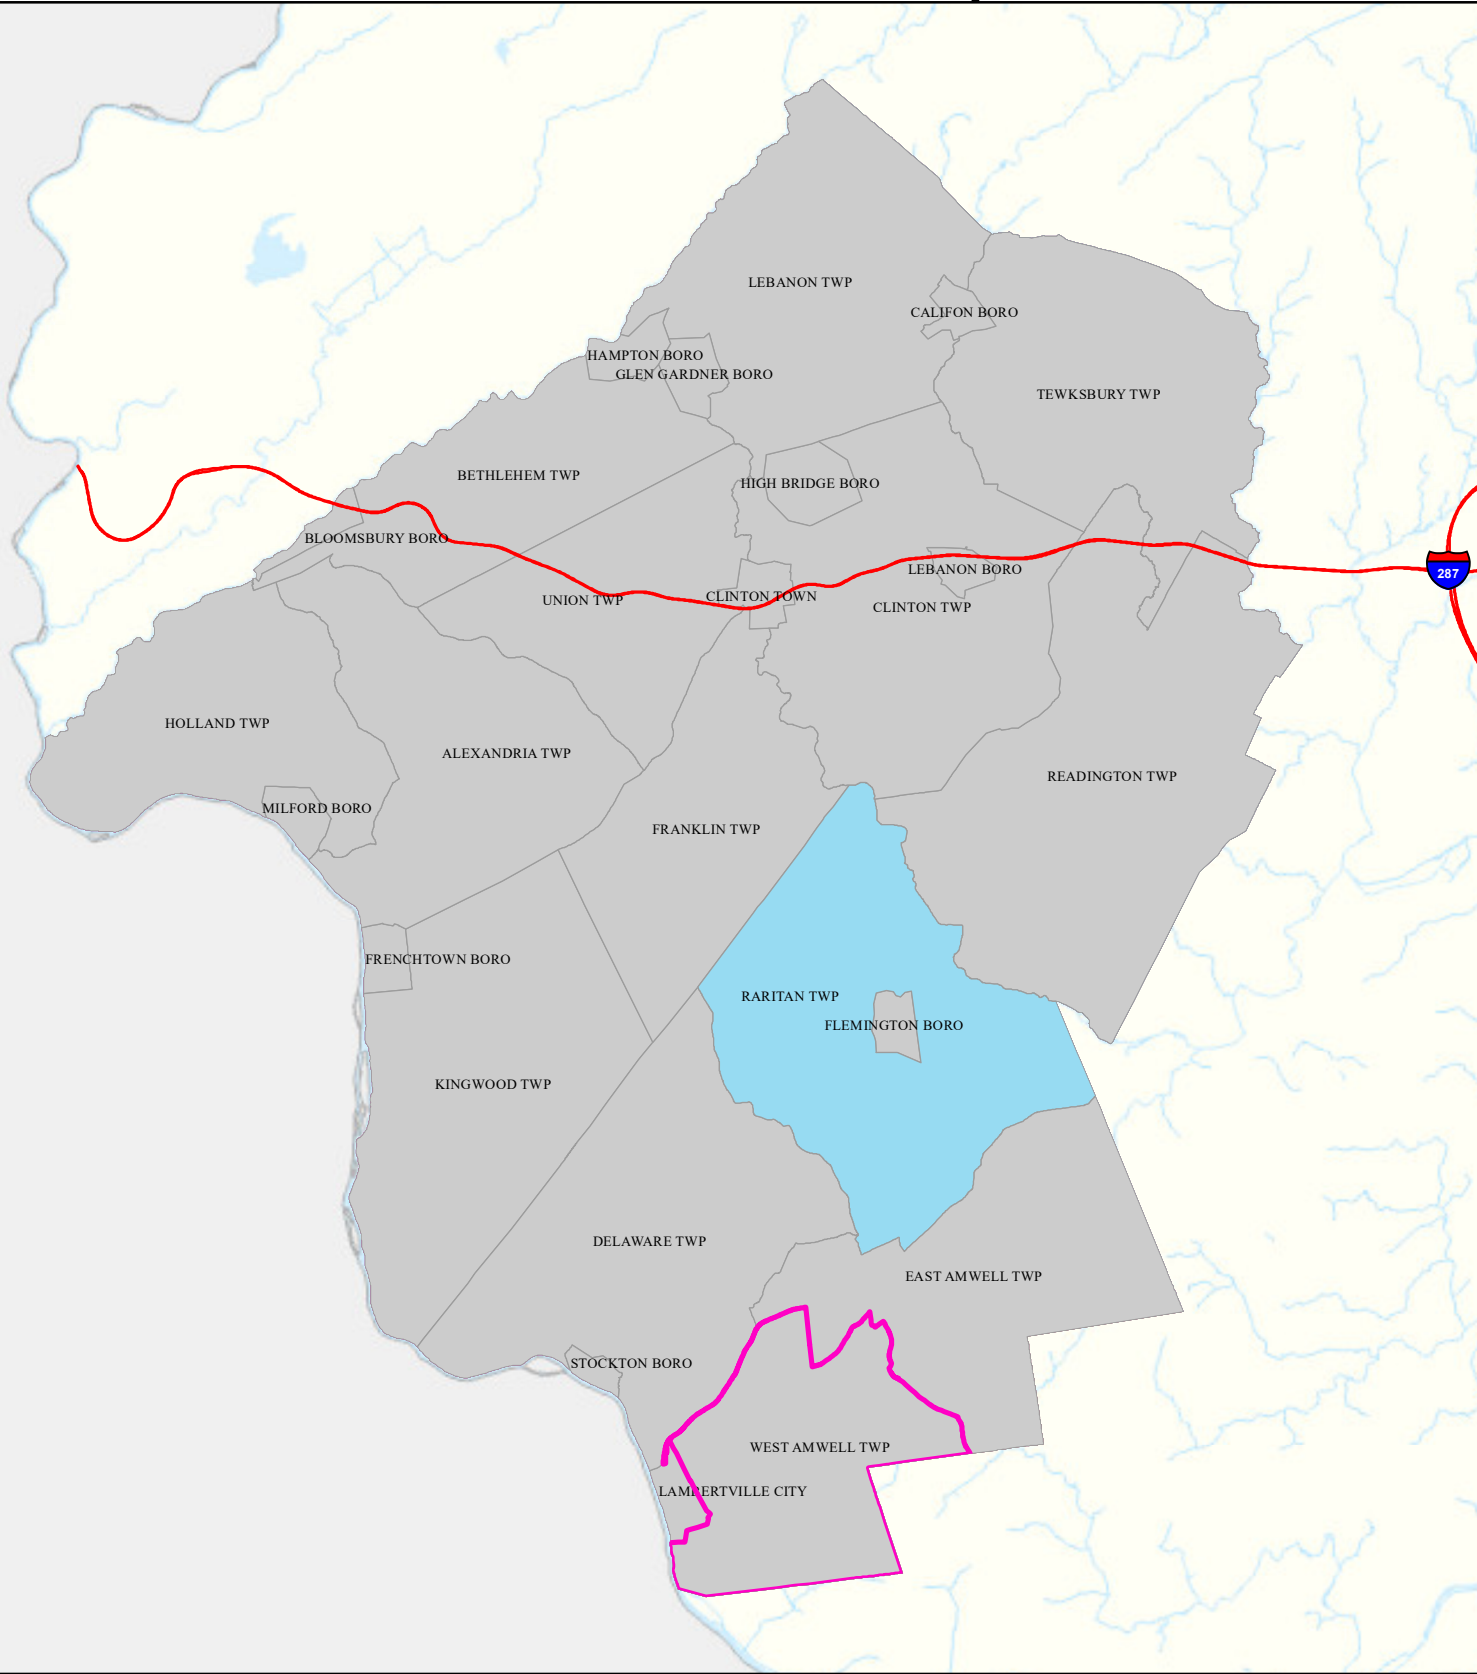 LEBANON TWP
CALIFON BORO
HAMPTON BORO
GLEN GARDNER BORO
TEWKSBURY TWP
BETHLEHEM TWP
HIGH BRIDGE BORO
BLOOMSBURY BORO
LEBANON BORO
287
UNION TWP
CLINTON TOWN
CLINTON TWP
HOLLAND TWP
ALEXANDRIA TWP
READINGTON TWP
MILFORD BORO
FRANKLIN TWP
FRENCHTOWN BORO
RARITAN TWP
FLEMINGTON BORO
KINGWOOD TWP
DELAWARE TWP
EAST AMWELL TWP
STOCKTON BORO
WEST AMWELL TWP
LAMBERTVILLE CITY